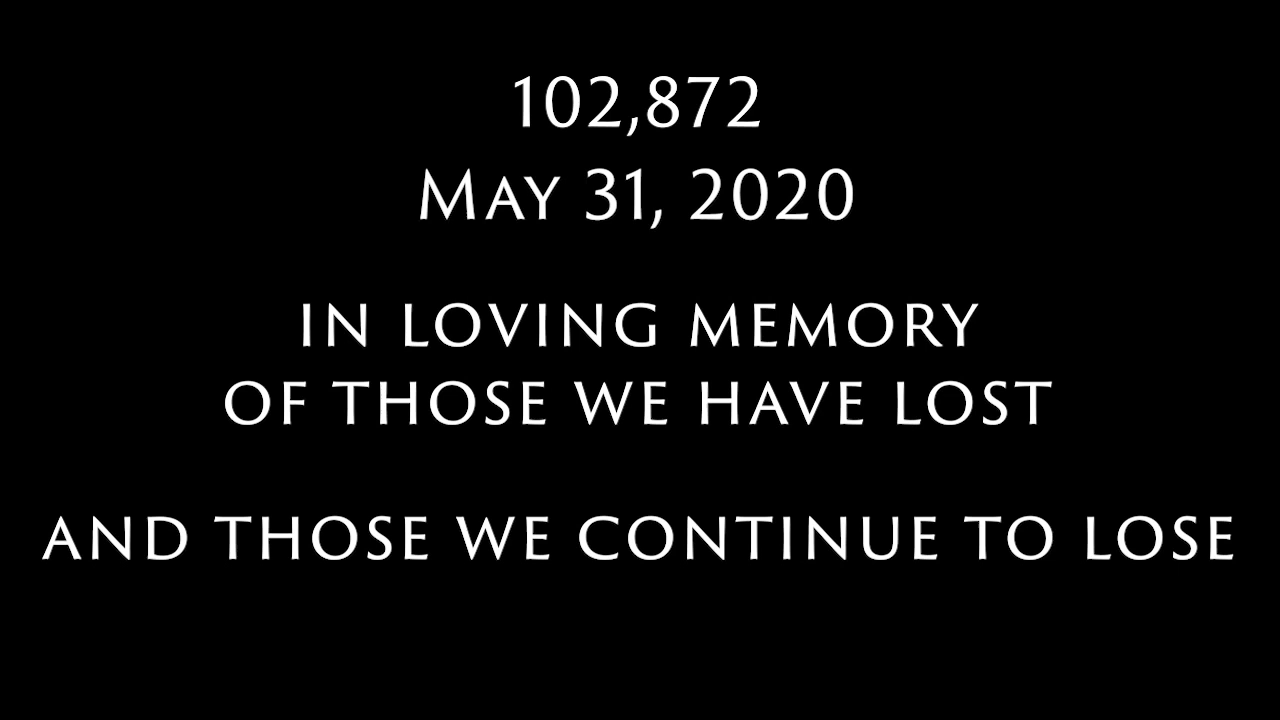 102,872
May 31, 2020
IN LOVING MEMORY
OF THOSE WE HAVE LOST
AND THOSE WE CONTINUE TO LOSE